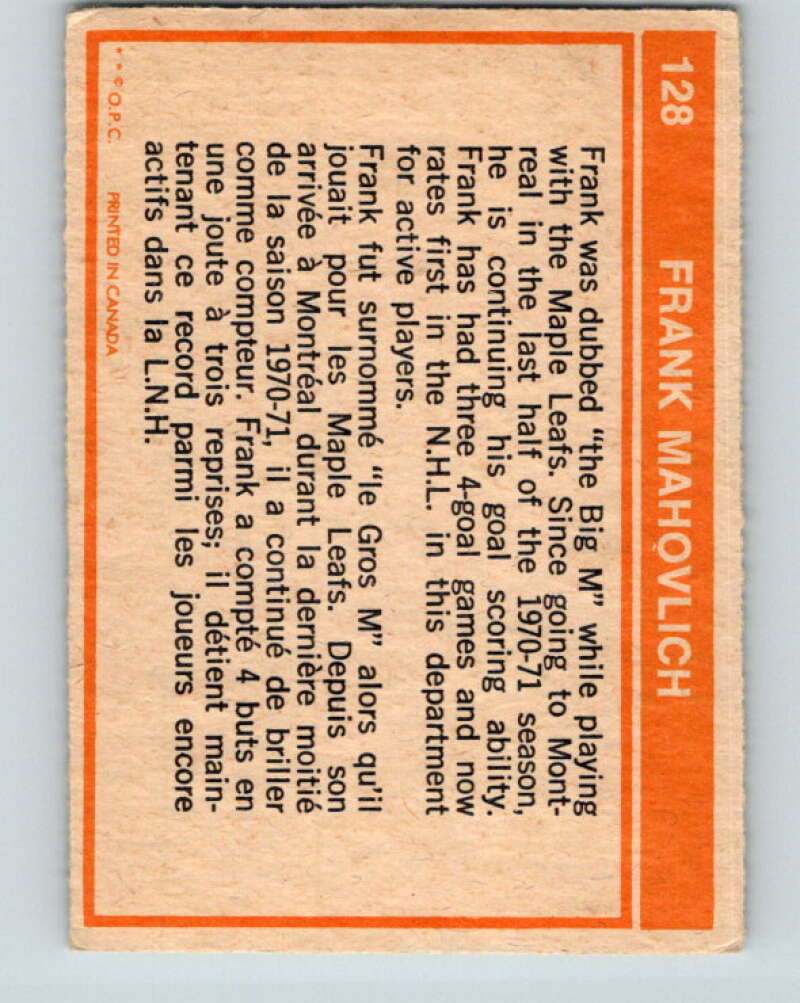 128 FRANK MAHOVLICH
Frank was dubbed "the Big M" while playing
with the Maple Leafs. Since going to Mont-
real in the last half of the 1970-71 season,
he is continuing his goal scoring ability.
Frank has had three 4-goal games and now
rates first in the N.H.L. in this department
for active players.
Frank fut surnommé "le Gros M" alors qu'il
jouait pour les Maple Leafs. Depuis son
arrivée à Montréal durant la dernière moitié
de la saison 1970-71, il a continué de briller
comme compteur. Frank a compté 4 buts en
une joute à trois reprises; il détient main-
tenant ce record parmi les joueurs encore
actifs dans la L.N.H.
* * © O.P.C. PRINTED IN CANADA